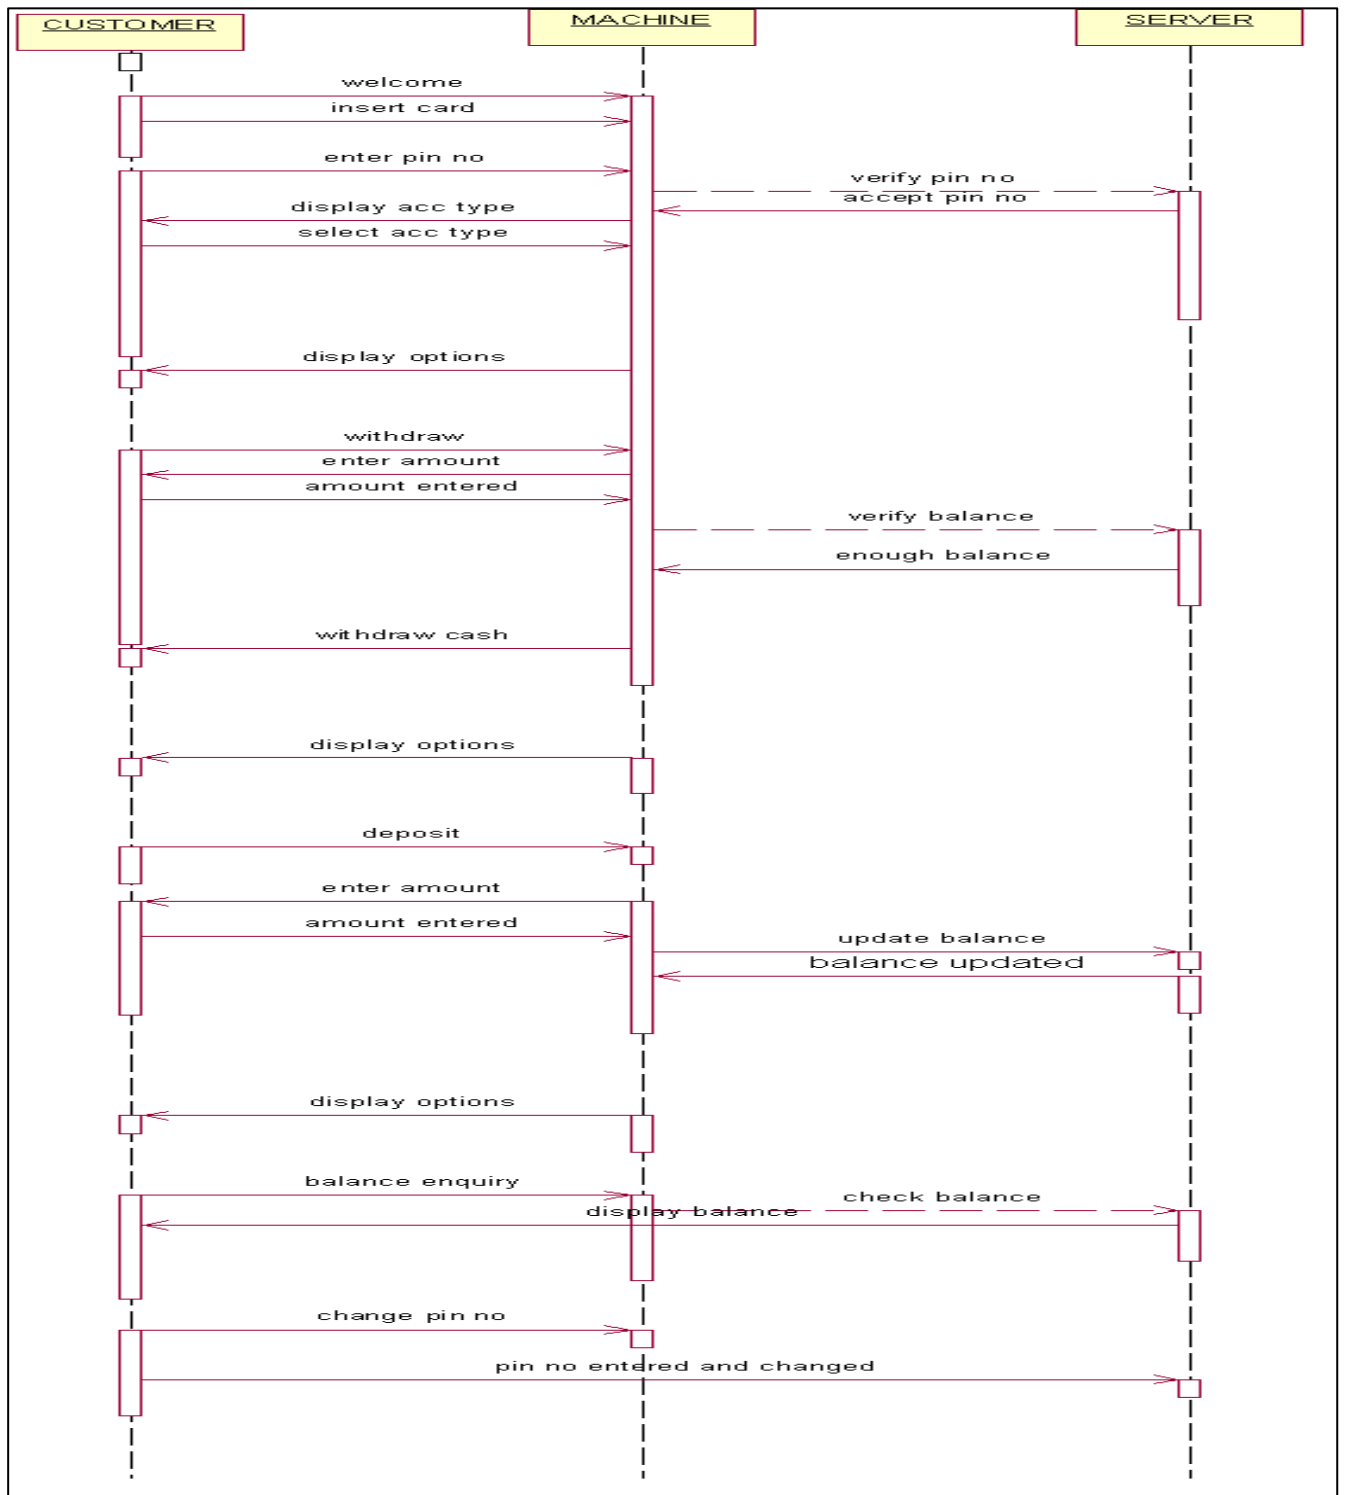 CUSTOMER
MACHINE
SERVER
welcome
insert card
enter pin no
verify pin no
accept pin no
display acc type
select acc type
display options
withdraw
enter amount
amount entered
verify balance
enough balance
withdraw cash
display options
deposit
enter amount
amount entered
update balance
balance updated
display options
balance enquiry
check balance
display balance
change pin no
pin no entered and changed